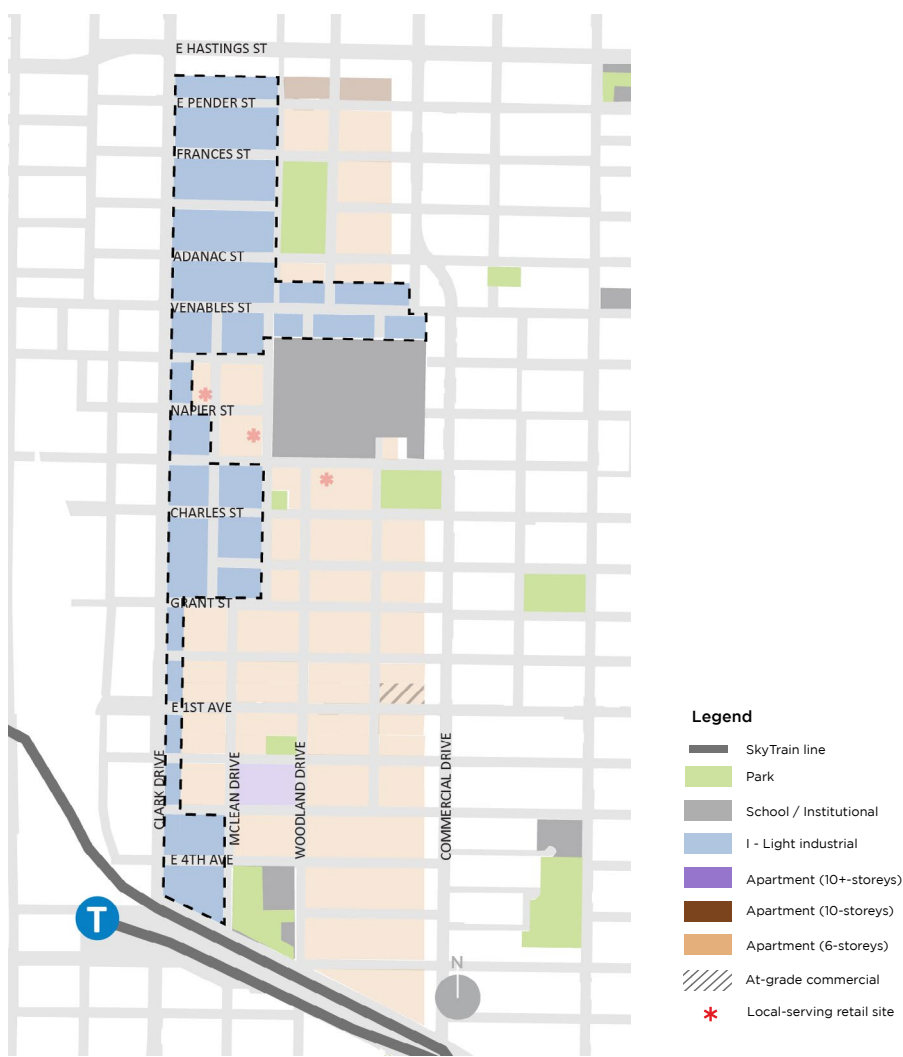 E HASTINGS ST
E PENDER ST
FRANCES ST
ADANAC ST
VENABLES ST
NAPIER ST
CHARLES ST
GRANT ST
E 1ST AVE
CLARK DRIVE
MCLEAN DRIVE
WOODLAND DRIVE
COMMERCIAL DRIVE
E 4TH AVE
T
N
Legend
SkyTrain line
Park
School / Institutional
I - Light industrial
Apartment (10+-storeys)
Apartment (10-storeys)
Apartment (6-storeys)
At-grade commercial
Local-serving retail site